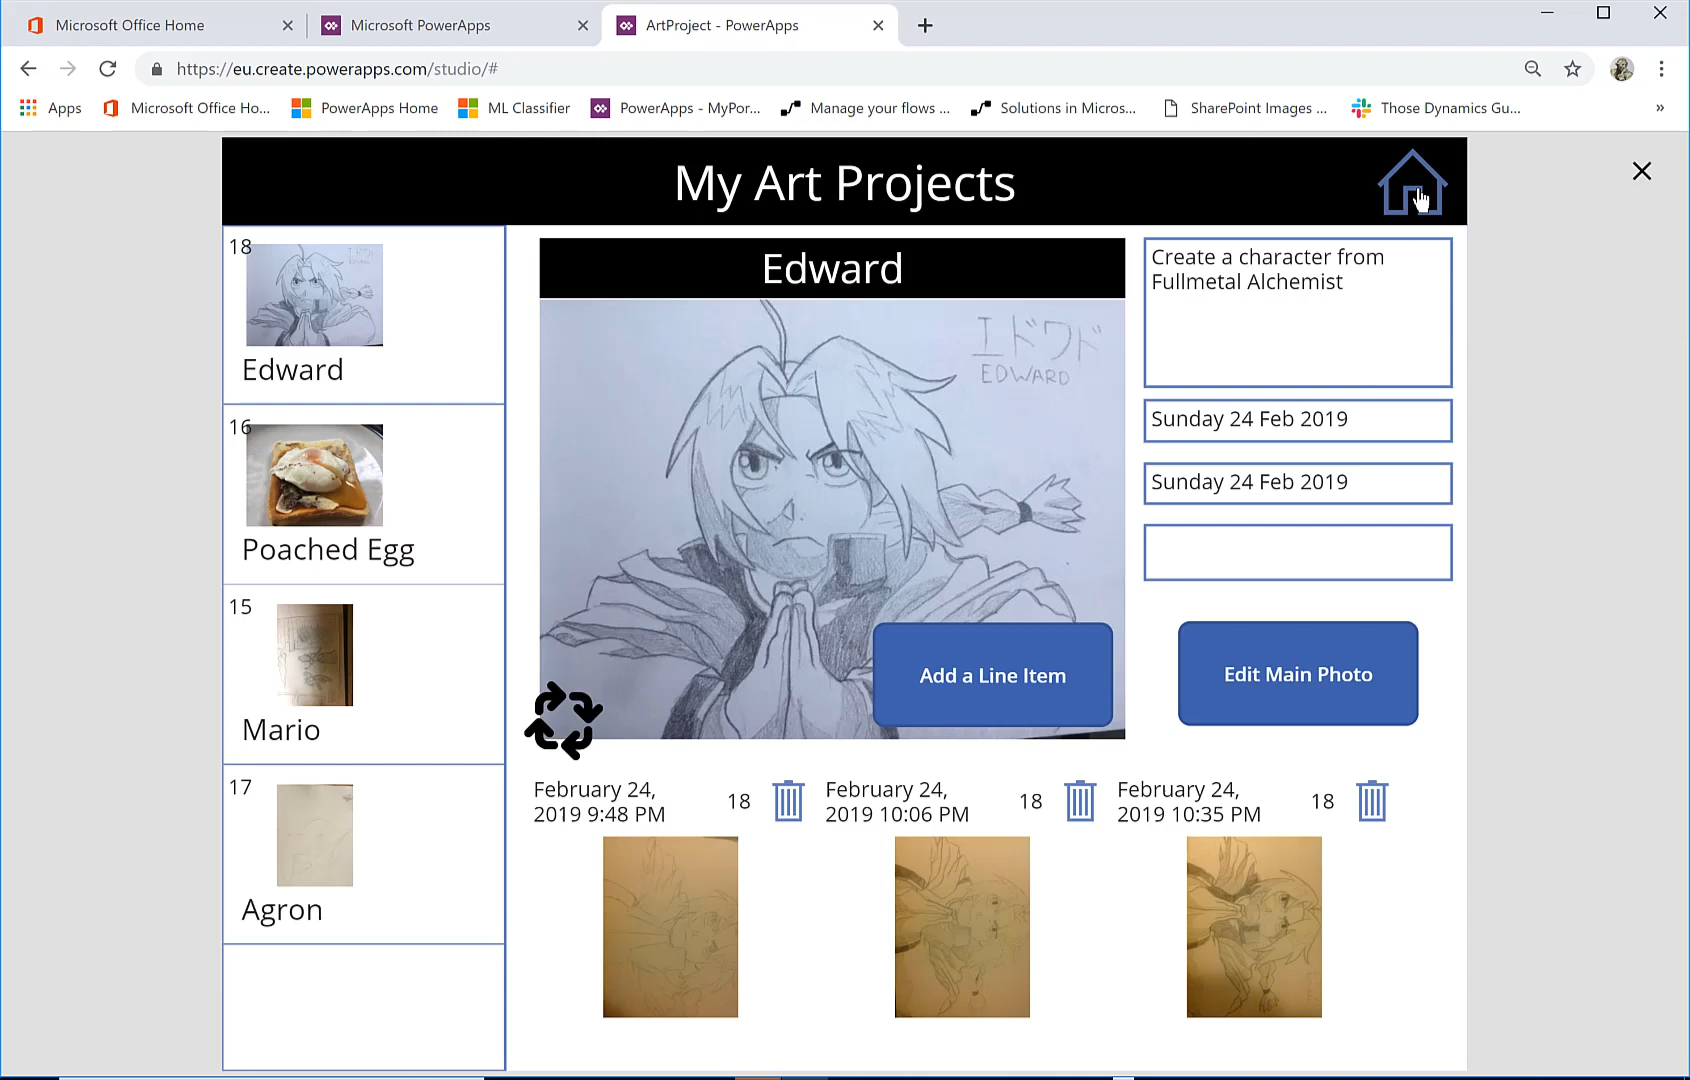 Microsoft Office Home
Microsoft PowerApps
ArtProject - PowerApps
https://eu.create.powerapps.com/studio/#
Apps
Microsoft Office Ho...
PowerApps Home
ML Classifier
PowerApps - MyPor...
Manage your flows ...
Solutions in Micros...
SharePoint Images ...
Those Dynamics Gu...
»
My Art Projects
18
Edward
16
Poached Egg
15
Mario
17
Agron
Edward
エドワド
EDWARD
Create a character from
Fullmetal Alchemist
Sunday 24 Feb 2019
Sunday 24 Feb 2019
Add a Line Item
Edit Main Photo
February 24,
2019 9:48 PM
18
February 24,
2019 10:06 PM
18
February 24,
2019 10:35 PM
18